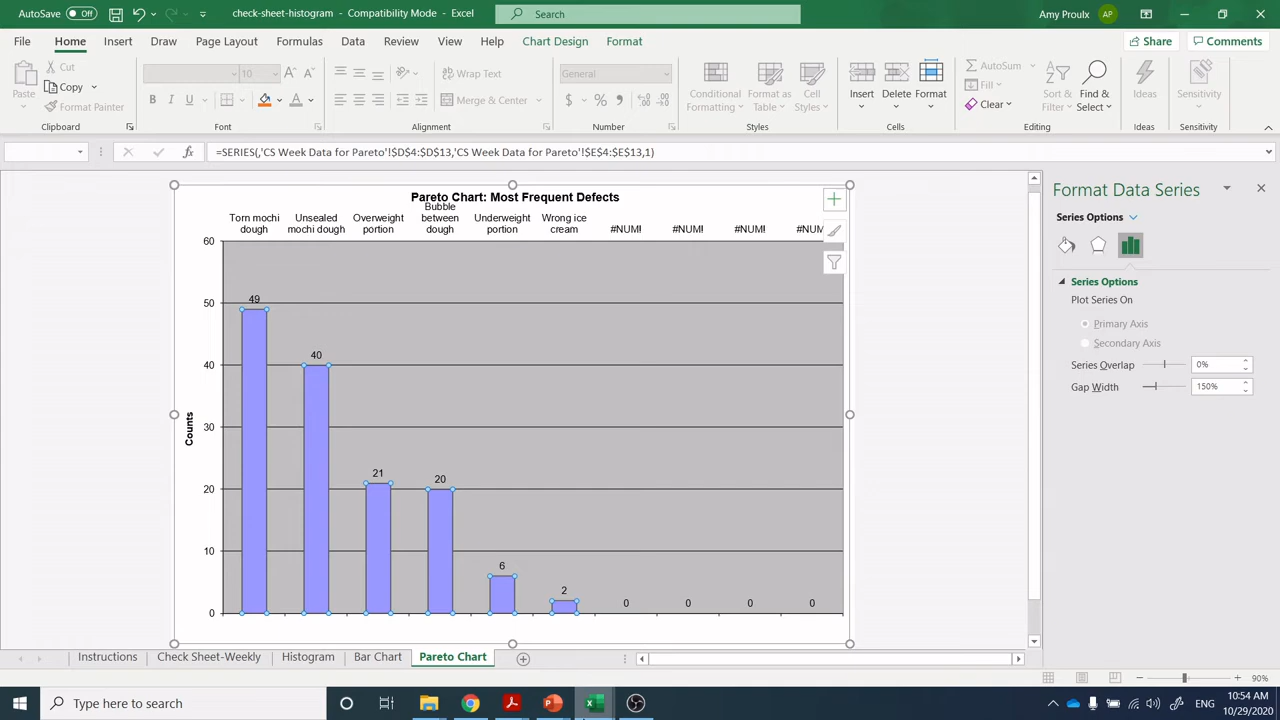 AutoSave Off check-sheet-histogram - Compatibility Mode - Excel Search Amy Proulx AP
File Home Insert Draw Page Layout Formulas Data Review View Help Chart Design Format Share Comments
Paste Cut Copy Format Painter Clipboard
10 B I U A Font
Wrap Text Merge & Center Alignment
General $ % Number
Conditional Formatting Format as Table Cell Styles Styles
Insert Delete Format Cells
AutoSum Fill Clear Sort & Filter Find & Select Editing
Ideas Ideas
Sensitivity Sensitivity
fx =SERIES(,'CS Week Data for Pareto'!$D$4:$D$13,'CS Week Data for Pareto'!$E$4:$E$13,1)
Pareto Chart: Most Frequent Defects
Torn mochi dough
Unsealed mochi dough
Overweight portion
Bubble between dough
Underweight portion
Wrong ice cream
#NUM! #NUM! #NUM! #NUM
60
50
40
30
20
10
0
Counts
49 40 21 20 6 2 0 0 0 0
Format Data Series
Series Options
Series Options
Plot Series On
Primary Axis
Secondary Axis
Series Overlap 0%
Gap Width 150%
Instructions Check Sheet-Weekly Histogram Bar Chart Pareto Chart
90%
Type here to search
10:54 AM
10/29/2020